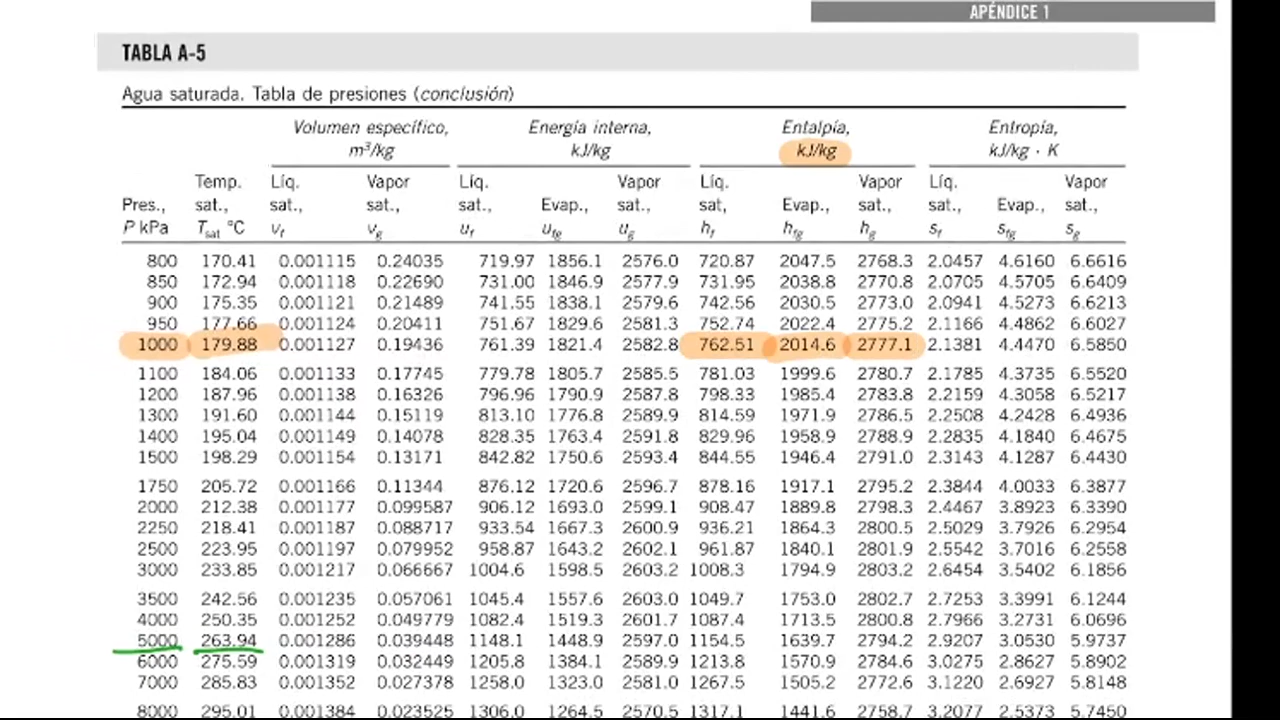 APÉNDICE 1
TABLA A-5
Agua saturada. Tabla de presiones (conclusión)
Volumen específico, Energía interna, Entalpía, Entropía,
m³/kg kJ/kg kJ/kg kJ/kg · K
Temp. Líq. Vapor Líq. Vapor Líq. Vapor Líq. Vapor
Pres., sat., sat., sat., sat., Evap., sat., sat, Evap., sat., sat., Evap., sat.,
P kPa Tsat °C vf vg uf ufg ug hf hfg hg sf sfg sg
800 170.41 0.001115 0.24035 719.97 1856.1 2576.0 720.87 2047.5 2768.3 2.0457 4.6160 6.6616
850 172.94 0.001118 0.22690 731.00 1846.9 2577.9 731.95 2038.8 2770.8 2.0705 4.5705 6.6409
900 175.35 0.001121 0.21489 741.55 1838.1 2579.6 742.56 2030.5 2773.0 2.0941 4.5273 6.6213
950 177.66 0.001124 0.20411 751.67 1829.6 2581.3 752.74 2022.4 2775.2 2.1166 4.4862 6.6027
1000 179.88 0.001127 0.19436 761.39 1821.4 2582.8 762.51 2014.6 2777.1 2.1381 4.4470 6.5850
1100 184.06 0.001133 0.17745 779.78 1805.7 2585.5 781.03 1999.6 2780.7 2.1785 4.3735 6.5520
1200 187.96 0.001138 0.16326 796.96 1790.9 2587.8 798.33 1985.4 2783.8 2.2159 4.3058 6.5217
1300 191.60 0.001144 0.15119 813.10 1776.8 2589.9 814.59 1971.9 2786.5 2.2508 4.2428 6.4936
1400 195.04 0.001149 0.14078 828.35 1763.4 2591.8 829.96 1958.9 2788.9 2.2835 4.1840 6.4675
1500 198.29 0.001154 0.13171 842.82 1750.6 2593.4 844.55 1946.4 2791.0 2.3143 4.1287 6.4430
1750 205.72 0.001166 0.11344 876.12 1720.6 2596.7 878.16 1917.1 2795.2 2.3844 4.0033 6.3877
2000 212.38 0.001177 0.099587 906.12 1693.0 2599.1 908.47 1889.8 2798.3 2.4467 3.8923 6.3390
2250 218.41 0.001187 0.088717 933.54 1667.3 2600.9 936.21 1864.3 2800.5 2.5029 3.7926 6.2954
2500 223.95 0.001197 0.079952 958.87 1643.2 2602.1 961.87 1840.1 2801.9 2.5542 3.7016 6.2558
3000 233.85 0.001217 0.066667 1004.6 1598.5 2603.2 1008.3 1794.9 2803.2 2.6454 3.5402 6.1856
3500 242.56 0.001235 0.057061 1045.4 1557.6 2603.0 1049.7 1753.0 2802.7 2.7253 3.3991 6.1244
4000 250.35 0.001252 0.049779 1082.4 1519.3 2601.7 1087.4 1713.5 2800.8 2.7966 3.2731 6.0696
5000 263.94 0.001286 0.039448 1148.1 1448.9 2597.0 1154.5 1639.7 2794.2 2.9207 3.0530 5.9737
6000 275.59 0.001319 0.032449 1205.8 1384.1 2589.9 1213.8 1570.9 2784.6 3.0275 2.8627 5.8902
7000 285.83 0.001352 0.027378 1258.0 1323.0 2581.0 1267.5 1505.2 2772.6 3.1220 2.6927 5.8148
8000 295.01 0.001384 0.023525 1306.0 1264.5 2570.5 1317.1 1441.6 2758.7 3.2077 2.5373 5.7450